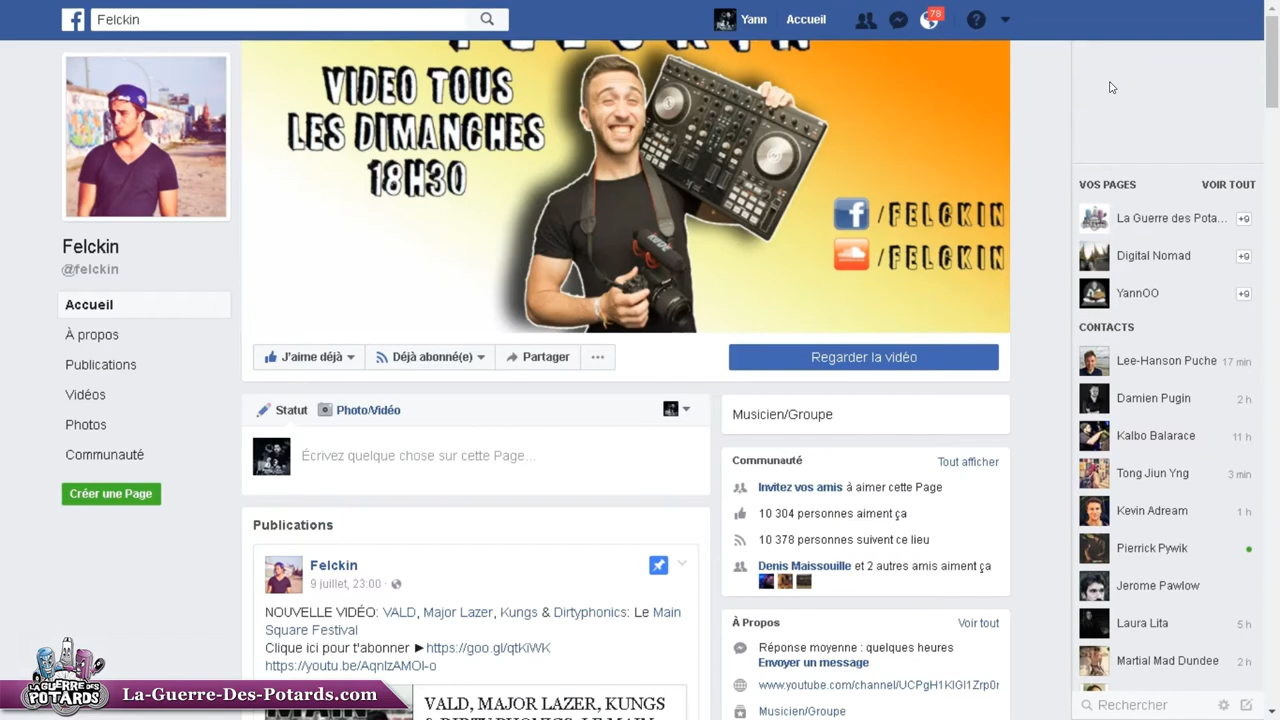 Felckin
Yann
Accueil
78
FELCKIN
VIDEO TOUS
LES DIMANCHES
18H30
/FELCKIN
/FELCKIN
Felckin
@felckin
Accueil
À propos
Publications
Vidéos
Photos
Communauté
Créer une Page
J'aime déjà
Déjà abonné(e)
Partager
Regarder la vidéo
Statut
Photo/Vidéo
Écrivez quelque chose sur cette Page...
Publications
Felckin
9 juillet, 23:00
NOUVELLE VIDÉO: VALD, Major Lazer, Kungs & Dirtyphonics: Le Main
Square Festival
Clique ici pour t'abonner ►https://goo.gl/qtKiWK
https://youtu.be/AqnIzAMOI-o
VALD, MAJOR LAZER, KUNGS
& DIRTYPHONICS: LE MAIN
Musicien/Groupe
Communauté
Tout afficher
Invitez vos amis à aimer cette Page
10 304 personnes aiment ça
10 378 personnes suivent ce lieu
Denis Maissouille et 2 autres amis aiment ça
À Propos
Voir tout
Réponse moyenne : quelques heures
Envoyer un message
www.youtube.com/channel/UCPgH1KIGI1Zrp0r
Musicien/Groupe
VOS PAGES
VOIR TOUT
La Guerre des Pota... +9
Digital Nomad +9
YannOO +9
CONTACTS
Lee-Hanson Puche 17 min
Damien Pugin 2 h
Kalbo Balarace 11 h
Tong Jiun Yng 3 min
Kevin Adream 1 h
Pierrick Pywik
Jerome Pawlow
Laura Lita 5 h
Martial Mad Dundee 2 h
Rechercher
LA GUERRE DES
POTARDS
La-Guerre-Des-Potards.com